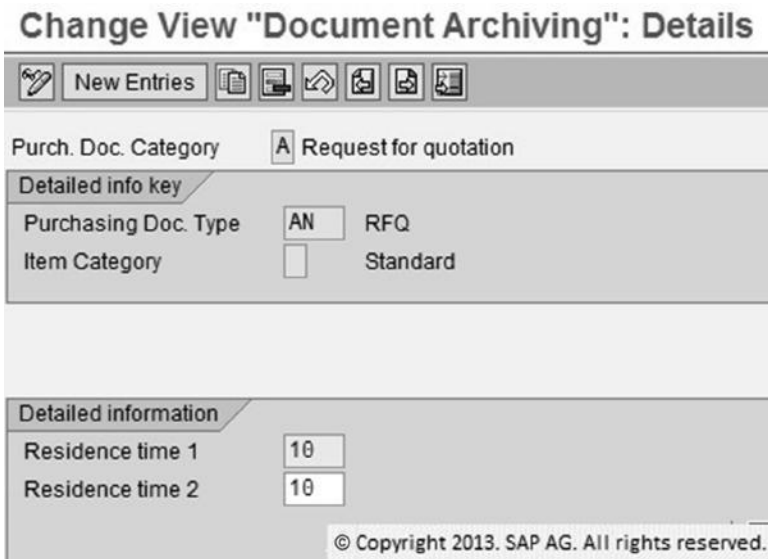 Change View "Document Archiving": Details
New Entries
Purch. Doc. Category A Request for quotation
Detailed info key
Purchasing Doc. Type AN RFQ
Item Category Standard
Detailed information
Residence time 1 10
Residence time 2 10
© Copyright 2013. SAP AG. All rights reserved.